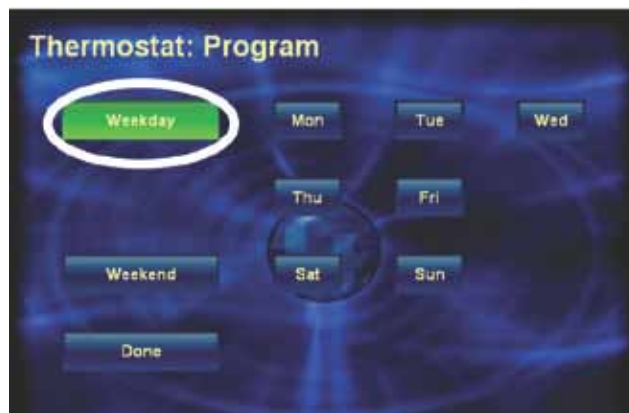 Thermostat: Program
Weekday Mon Tue Wed
Thu Fri
Weekend Sat Sun
Done